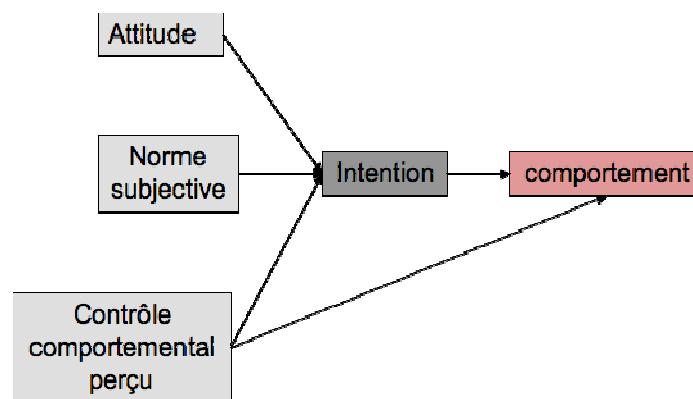 Attitude
Norme
subjective
Intention
comportement
Contrôle
comportemental
perçu